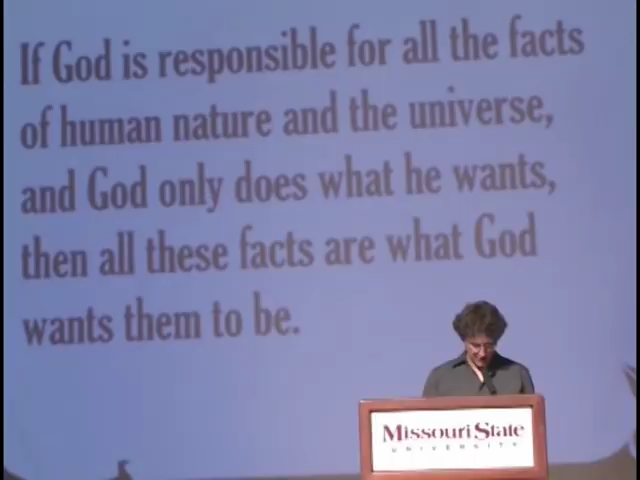 If God is responsible for all the facts
of human nature and the universe,
and God only does what he wants,
then all these facts are what God
wants them to be.
Missouri State
UNIVERSITY